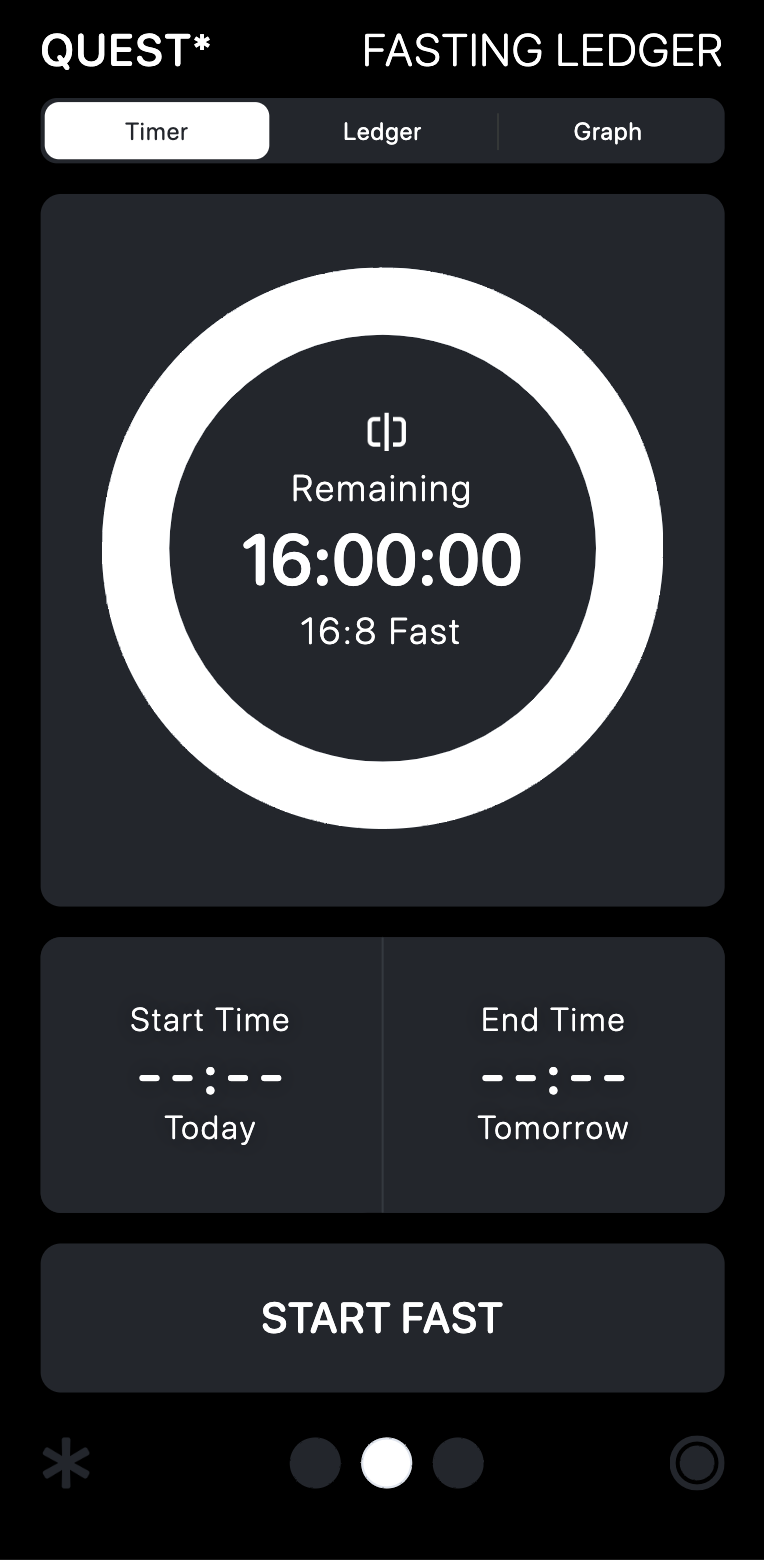 QUEST* FASTING LEDGER
Timer Ledger Graph
Remaining
16:00:00
16:8 Fast
Start Time End Time
--:-- --:--
Today Tomorrow
START FAST